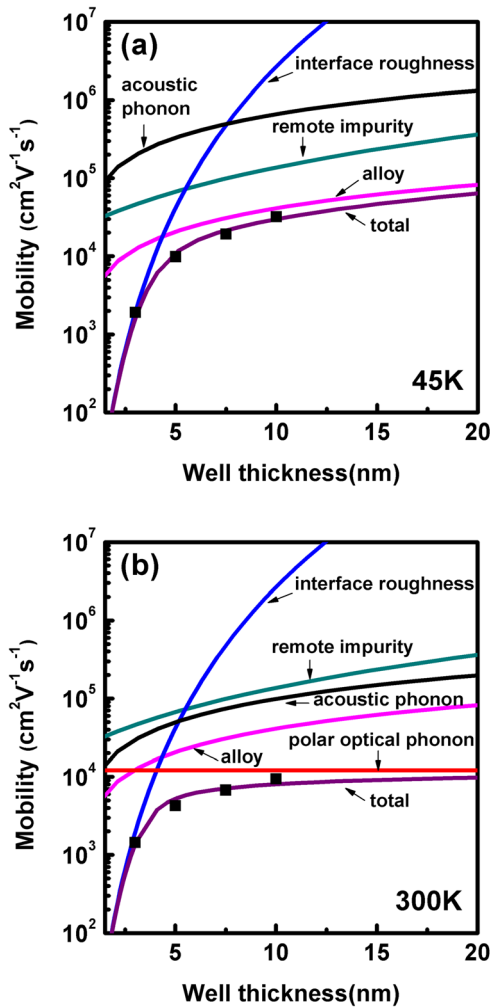 (a)
10^7
10^6
10^5
10^4
10^3
10^2
Mobility (cm^2V^-1s^-1)
interface roughness
acoustic
phonon
remote impurity
alloy
total
45K
5 10 15 20
Well thickness(nm)
(b)
10^7
10^6
10^5
10^4
10^3
10^2
Mobility (cm^2V^-1s^-1)
interface roughness
remote impurity
acoustic phonon
alloy
polar optical phonon
total
300K
5 10 15 20
Well thickness(nm)